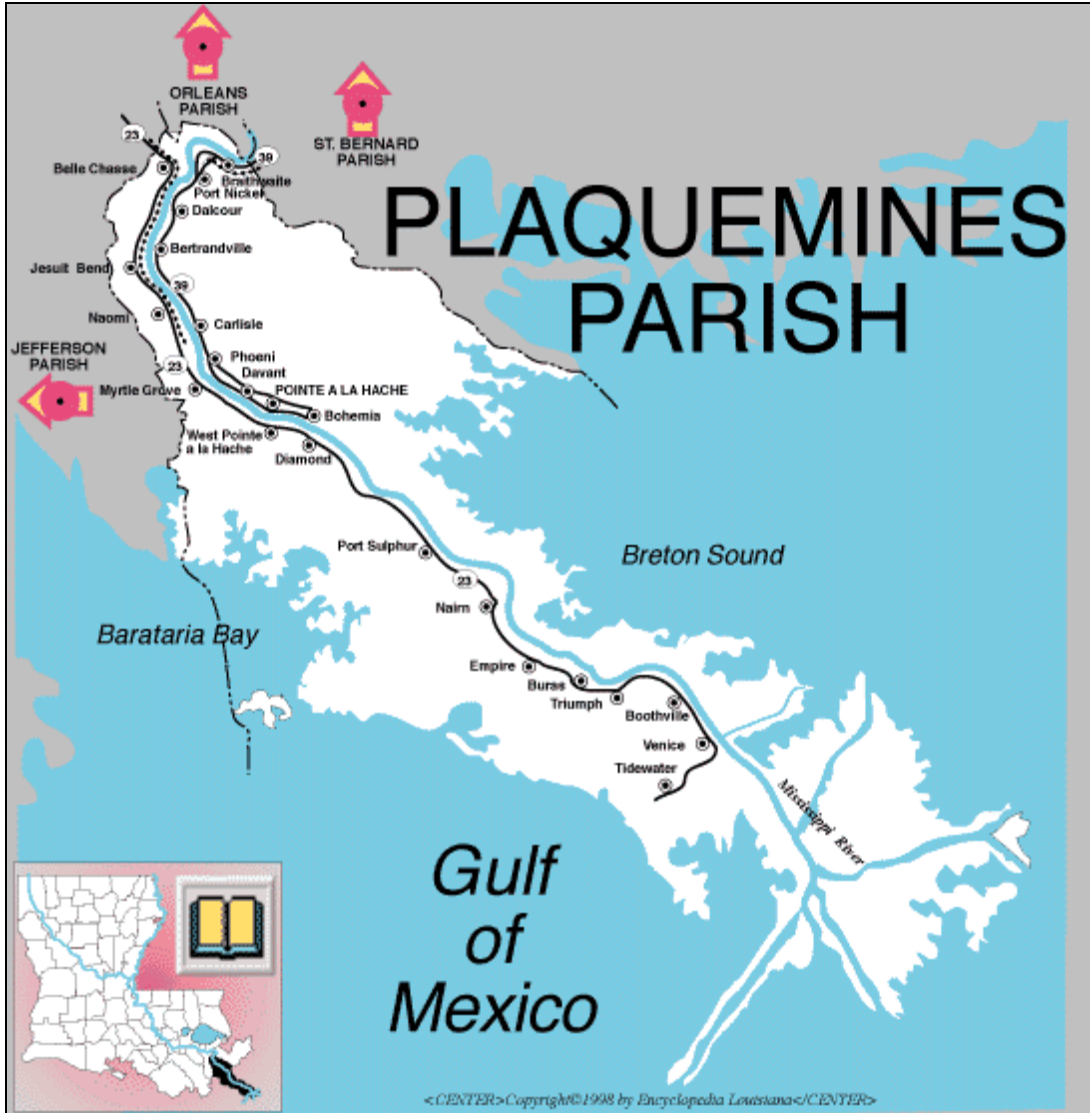 ORLEANS
PARISH
ST. BERNARD
PARISH
23
39
Belle Chasse
Braithwaite
Port Nickel
Dalcour
PLAQUEMINES
PARISH
Bertrandville
Jesuit Bend
39
Naomi
Carlisle
JEFFERSON
PARISH
Phoeni
23
Davant
Myrtle Grove
POINTE A LA HACHE
Bohemia
West Pointe
a la Hache
Diamond
Port Sulphur
Breton Sound
23
Nairn
Barataria Bay
Empire
Buras
Triumph
Boothville
Venice
Tidewater
Mississippi River
Gulf
of
Mexico
<CENTER>Copyright©1998 by Encyclopedia Louisiana</CENTER>